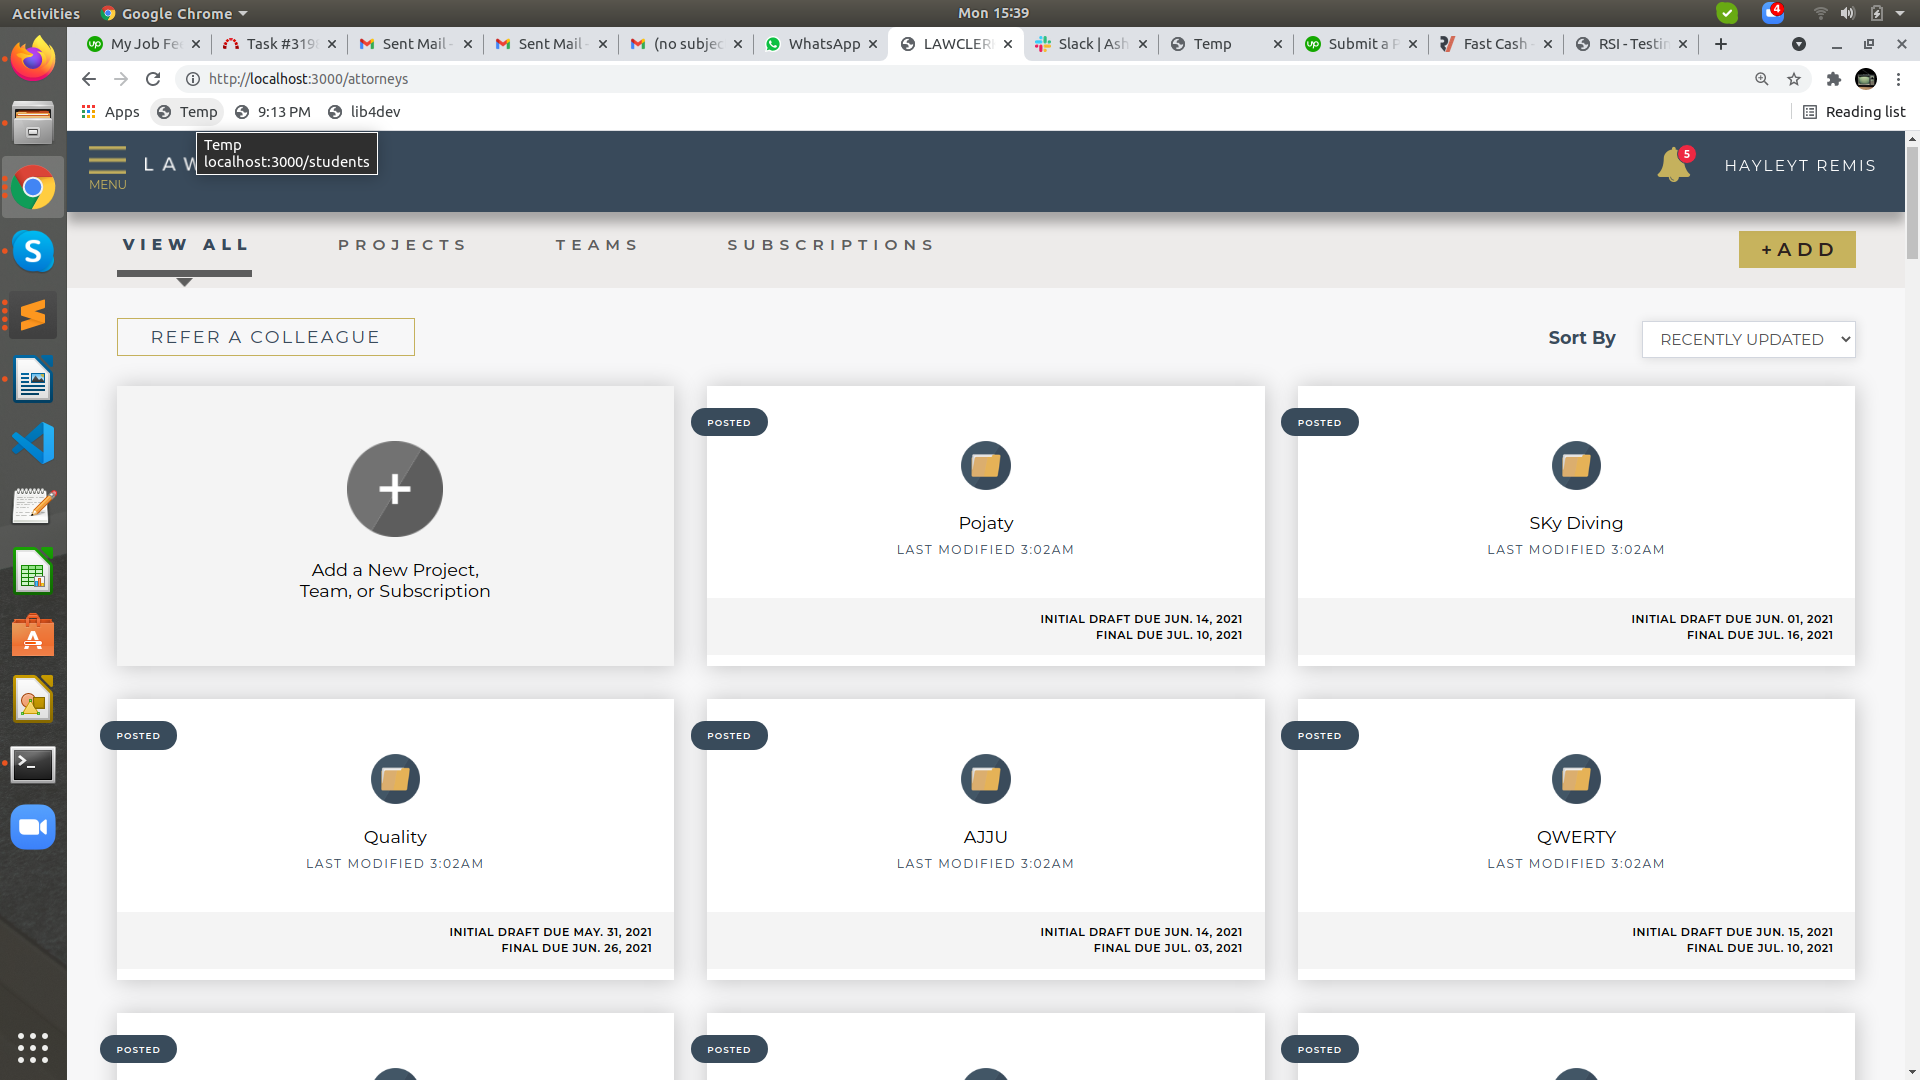 Activities Google Chrome Mon 15:39 4
My Job Fe Task #319 Sent Mail - Sent Mail - (no subjec WhatsApp LAWCLER Slack | Ash Temp Submit a P Fast Cash RSI - Testin
http://localhost:3000/attorneys
Apps Temp 9:13 PM lib4dev Reading list
Temp
localhost:3000/students
MENU
LAW
5
HAYLEYT REMIS
VIEW ALL PROJECTS TEAMS SUBSCRIPTIONS +ADD
REFER A COLLEAGUE Sort By RECENTLY UPDATED
Add a New Project,
Team, or Subscription
POSTED
Pojaty
LAST MODIFIED 3:02AM
INITIAL DRAFT DUE JUN. 14, 2021
FINAL DUE JUL. 10, 2021
POSTED
SKy Diving
LAST MODIFIED 3:02AM
INITIAL DRAFT DUE JUN. 01, 2021
FINAL DUE JUL. 16, 2021
POSTED
Quality
LAST MODIFIED 3:02AM
INITIAL DRAFT DUE MAY. 31, 2021
FINAL DUE JUN. 26, 2021
POSTED
AJJU
LAST MODIFIED 3:02AM
INITIAL DRAFT DUE JUN. 14, 2021
FINAL DUE JUL. 03, 2021
POSTED
QWERTY
LAST MODIFIED 3:02AM
INITIAL DRAFT DUE JUN. 15, 2021
FINAL DUE JUL. 10, 2021
POSTED
POSTED
POSTED